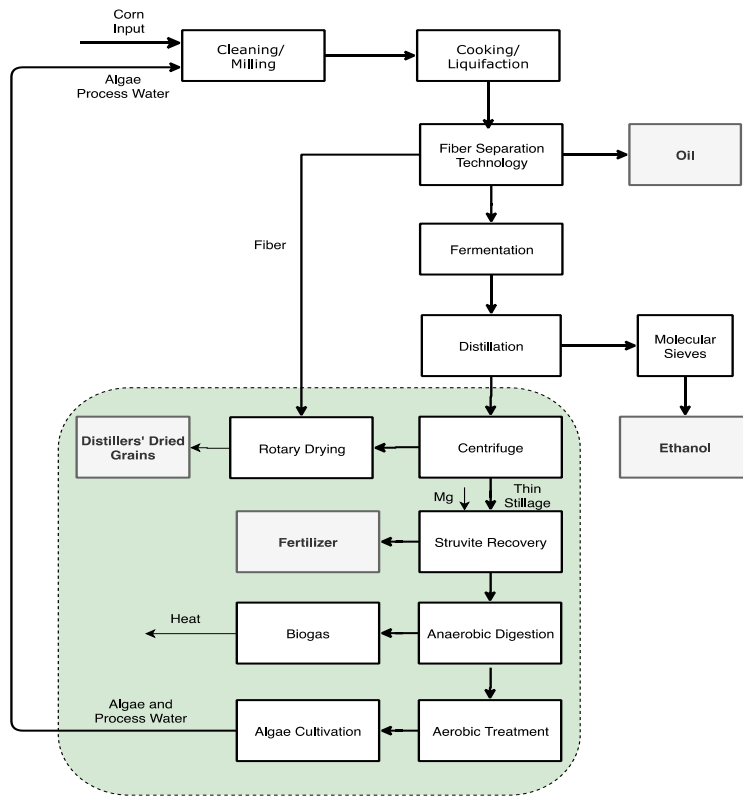 Corn
Input
Cleaning/
Milling
Cooking/
Liquifaction
Algae
Process Water
Fiber Separation
Technology
Oil
Fiber
Fermentation
Distillation
Molecular
Sieves
Distillers' Dried
Grains
Rotary Drying
Centrifuge
Ethanol
Mg
Thin
Stillage
Fertilizer
Struvite Recovery
Heat
Biogas
Anaerobic Digestion
Algae and
Process Water
Algae Cultivation
Aerobic Treatment